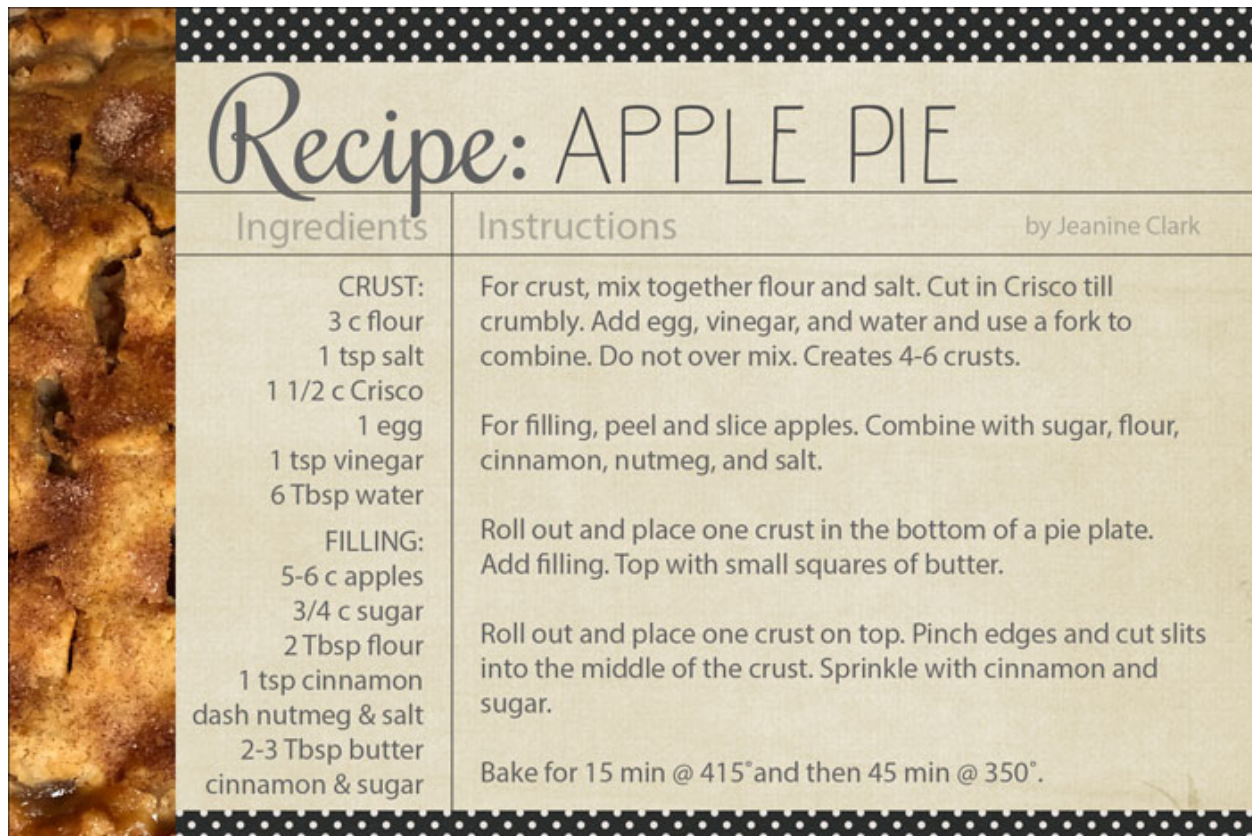 Recipe: APPLE PIE
Ingredients
Instructions
by Jeanine Clark
CRUST:
3 c flour
1 tsp salt
1 1/2 c Crisco
1 egg
1 tsp vinegar
6 Tbsp water
FILLING:
5-6 c apples
3/4 c sugar
2 Tbsp flour
1 tsp cinnamon
dash nutmeg & salt
2-3 Tbsp butter
cinnamon & sugar
For crust, mix together flour and salt. Cut in Crisco till
crumbly. Add egg, vinegar, and water and use a fork to
combine. Do not over mix. Creates 4-6 crusts.
For filling, peel and slice apples. Combine with sugar, flour,
cinnamon, nutmeg, and salt.
Roll out and place one crust in the bottom of a pie plate.
Add filling. Top with small squares of butter.
Roll out and place one crust on top. Pinch edges and cut slits
into the middle of the crust. Sprinkle with cinnamon and
sugar.
Bake for 15 min @ 415˚and then 45 min @ 350˚.